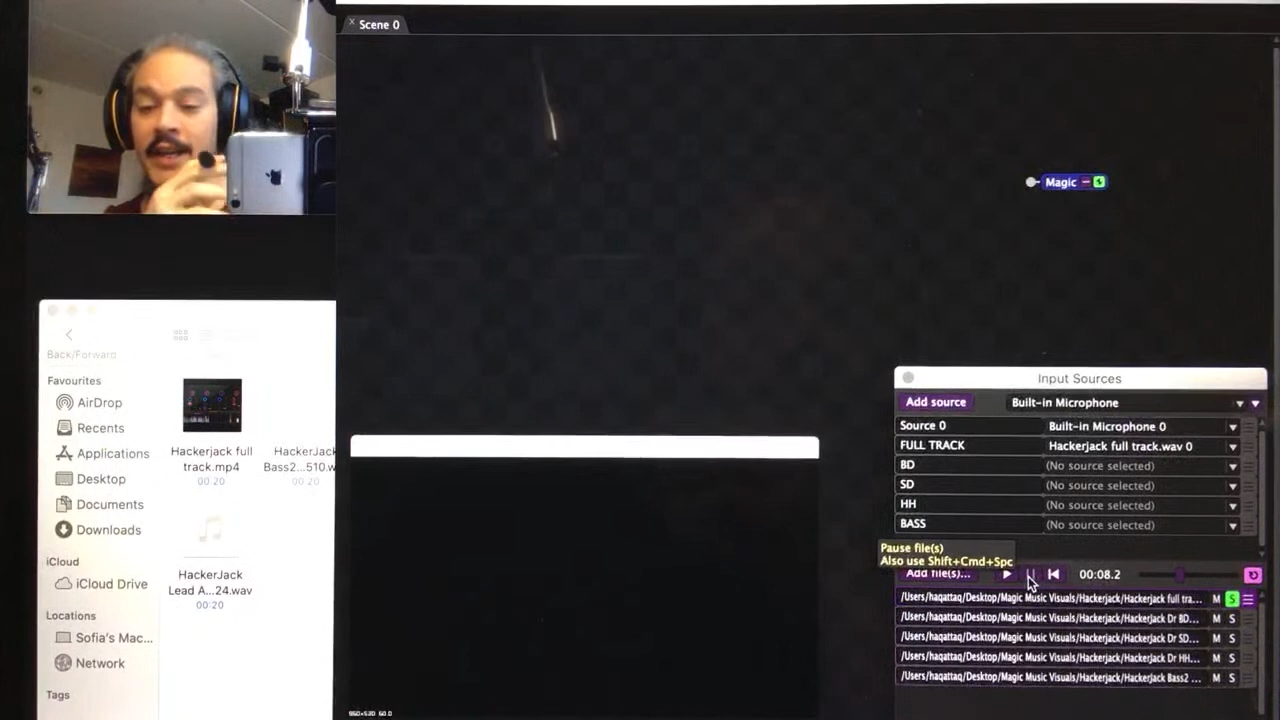 Scene 0
Magic
Back/Forward
Favourites
AirDrop
Recents
Applications
Desktop
Documents
Downloads
iCloud
iCloud Drive
Locations
Sofia's Mac...
Network
Tags
Hackerjack full
track.mp4
00:20
HackerJack
Bass2...510.w
00:20
HackerJack
Lead A...24.wav
00:20
Input Sources
Add source
Built-in Microphone
Source 0
Built-in Microphone 0
FULL TRACK
Hackerjack full track.wav 0
BD
(No source selected)
SD
(No source selected)
HH
(No source selected)
BASS
(No source selected)
Pause file(s)
Also use Shift+Cmd+Spc
Add file(s)...
00:08.2
/Users/haqattaq/Desktop/Magic Music Visuals/Hackerjack/Hackerjack full tra...
M S
/Users/haqattaq/Desktop/Magic Music Visuals/Hackerjack/HackerJack Dr BD...
M S
/Users/haqattaq/Desktop/Magic Music Visuals/Hackerjack/HackerJack Dr SD...
M S
/Users/haqattaq/Desktop/Magic Music Visuals/Hackerjack/HackerJack Dr HH...
M S
/Users/haqattaq/Desktop/Magic Music Visuals/Hackerjack/HackerJack Bass2 ...
M S